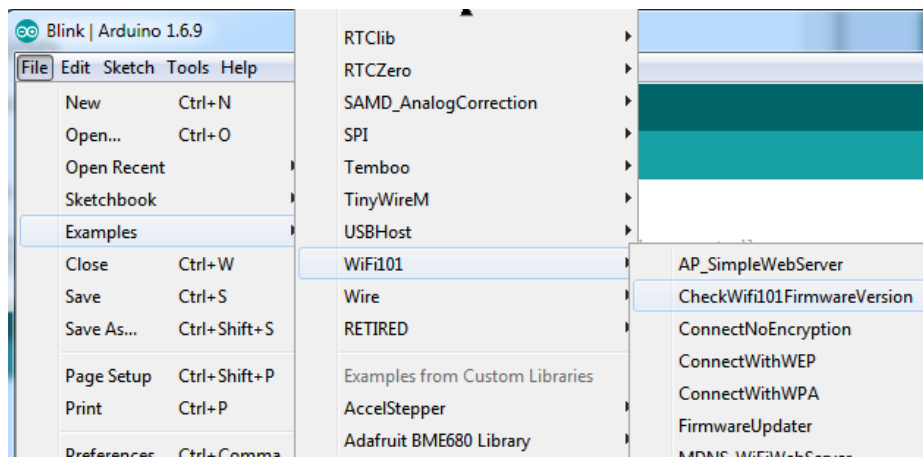 Blink | Arduino 1.6.9
File Edit Sketch Tools Help
New Ctrl+N
Open... Ctrl+O
Open Recent
Sketchbook
Examples
Close Ctrl+W
Save Ctrl+S
Save As... Ctrl+Shift+S
Page Setup Ctrl+Shift+P
Print Ctrl+P
Preferences Ctrl+Comma
RTClib
RTCZero
SAMD_AnalogCorrection
SPI
Temboo
TinyWireM
USBHost
WiFi101
Wire
RETIRED
Examples from Custom Libraries
AccelStepper
Adafruit BME680 Library
AP_SimpleWebServer
CheckWifi101FirmwareVersion
ConnectNoEncryption
ConnectWithWEP
ConnectWithWPA
FirmwareUpdater
MDNS_WiFiWebServer